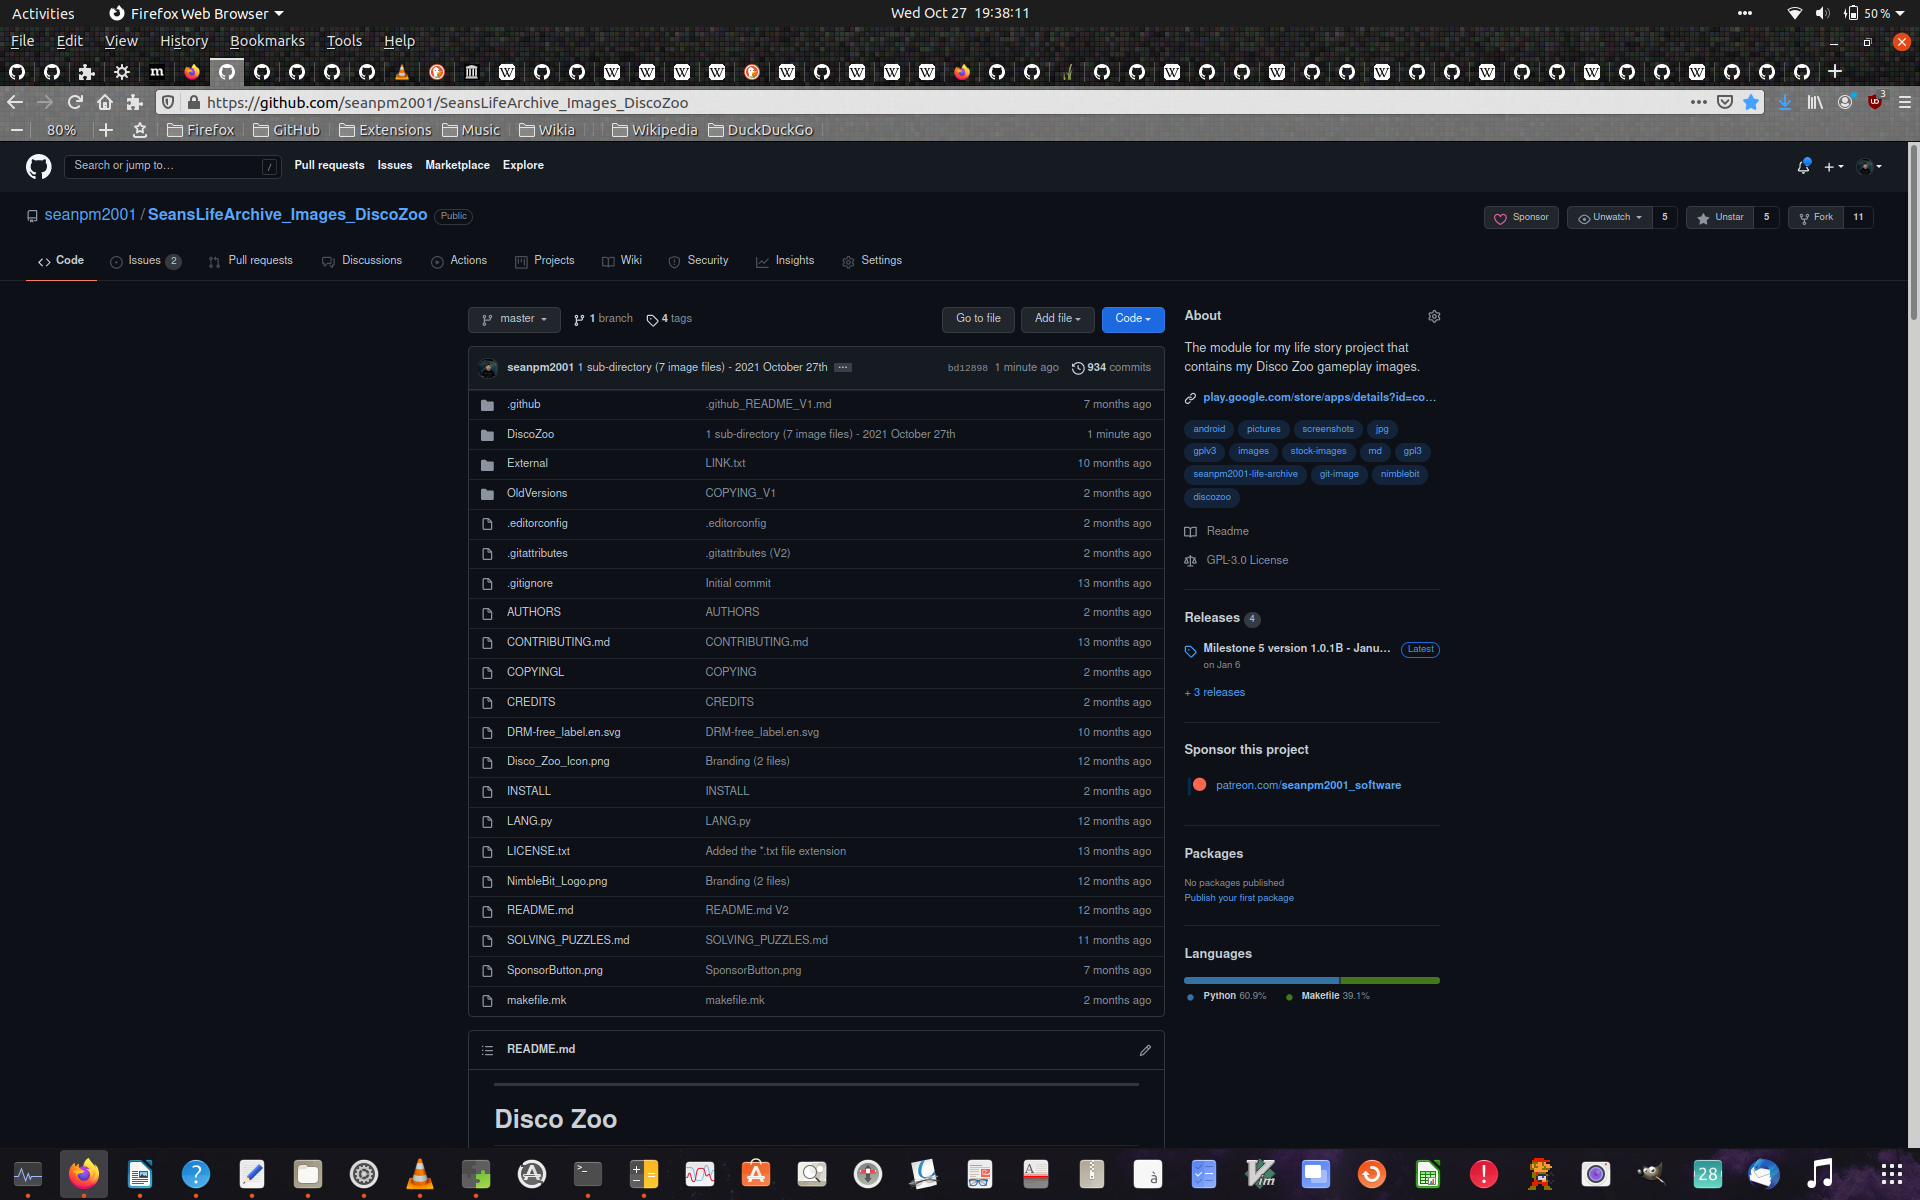 Activities
Firefox Web Browser
Wed Oct 27 19:38:11
50 %
File Edit View History Bookmarks Tools Help
https://github.com/seanpm2001/SeansLifeArchive_Images_DiscoZoo
3
80%
Firefox GitHub Extensions Music Wikia Wikipedia DuckDuckGo
Search or jump to…
/
Pull requests Issues Marketplace Explore
seanpm2001 / SeansLifeArchive_Images_DiscoZoo Public
Sponsor
Unwatch 5
Unstar 5
Fork 11
Code
Issues 2
Pull requests
Discussions
Actions
Projects
Wiki
Security
Insights
Settings
master
1 branch
4 tags
Go to file
Add file
Code
seanpm2001 1 sub-directory (7 image files) - 2021 October 27th ...
bd12898 1 minute ago 934 commits
.github .github_README_V1.md 7 months ago
DiscoZoo 1 sub-directory (7 image files) - 2021 October 27th 1 minute ago
External LINK.txt 10 months ago
OldVersions COPYING_V1 2 months ago
.editorconfig .editorconfig 2 months ago
.gitattributes .gitattributes (V2) 2 months ago
.gitignore Initial commit 13 months ago
AUTHORS AUTHORS 2 months ago
CONTRIBUTING.md CONTRIBUTING.md 13 months ago
COPYINGL COPYING 2 months ago
CREDITS CREDITS 2 months ago
DRM-free_label.en.svg DRM-free_label.en.svg 10 months ago
Disco_Zoo_Icon.png Branding (2 files) 12 months ago
INSTALL INSTALL 2 months ago
LANG.py LANG.py 12 months ago
LICENSE.txt Added the *.txt file extension 13 months ago
NimbleBit_Logo.png Branding (2 files) 12 months ago
README.md README.md V2 12 months ago
SOLVING_PUZZLES.md SOLVING_PUZZLES.md 11 months ago
SponsorButton.png SponsorButton.png 7 months ago
makefile.mk makefile.mk 2 months ago
README.md
Disco Zoo
About
The module for my life story project that
contains my Disco Zoo gameplay images.
play.google.com/store/apps/details?id=co…
android pictures screenshots jpg
gplv3 images stock-images md gpl3
seanpm2001-life-archive git-image nimblebit
discozoo
Readme
GPL-3.0 License
Releases 4
Milestone 5 version 1.0.1B - Janu… Latest
on Jan 6
+ 3 releases
Sponsor this project
patreon.com/seanpm2001_software
Packages
No packages published
Publish your first package
Languages
Python 60.9% Makefile 39.1%
28